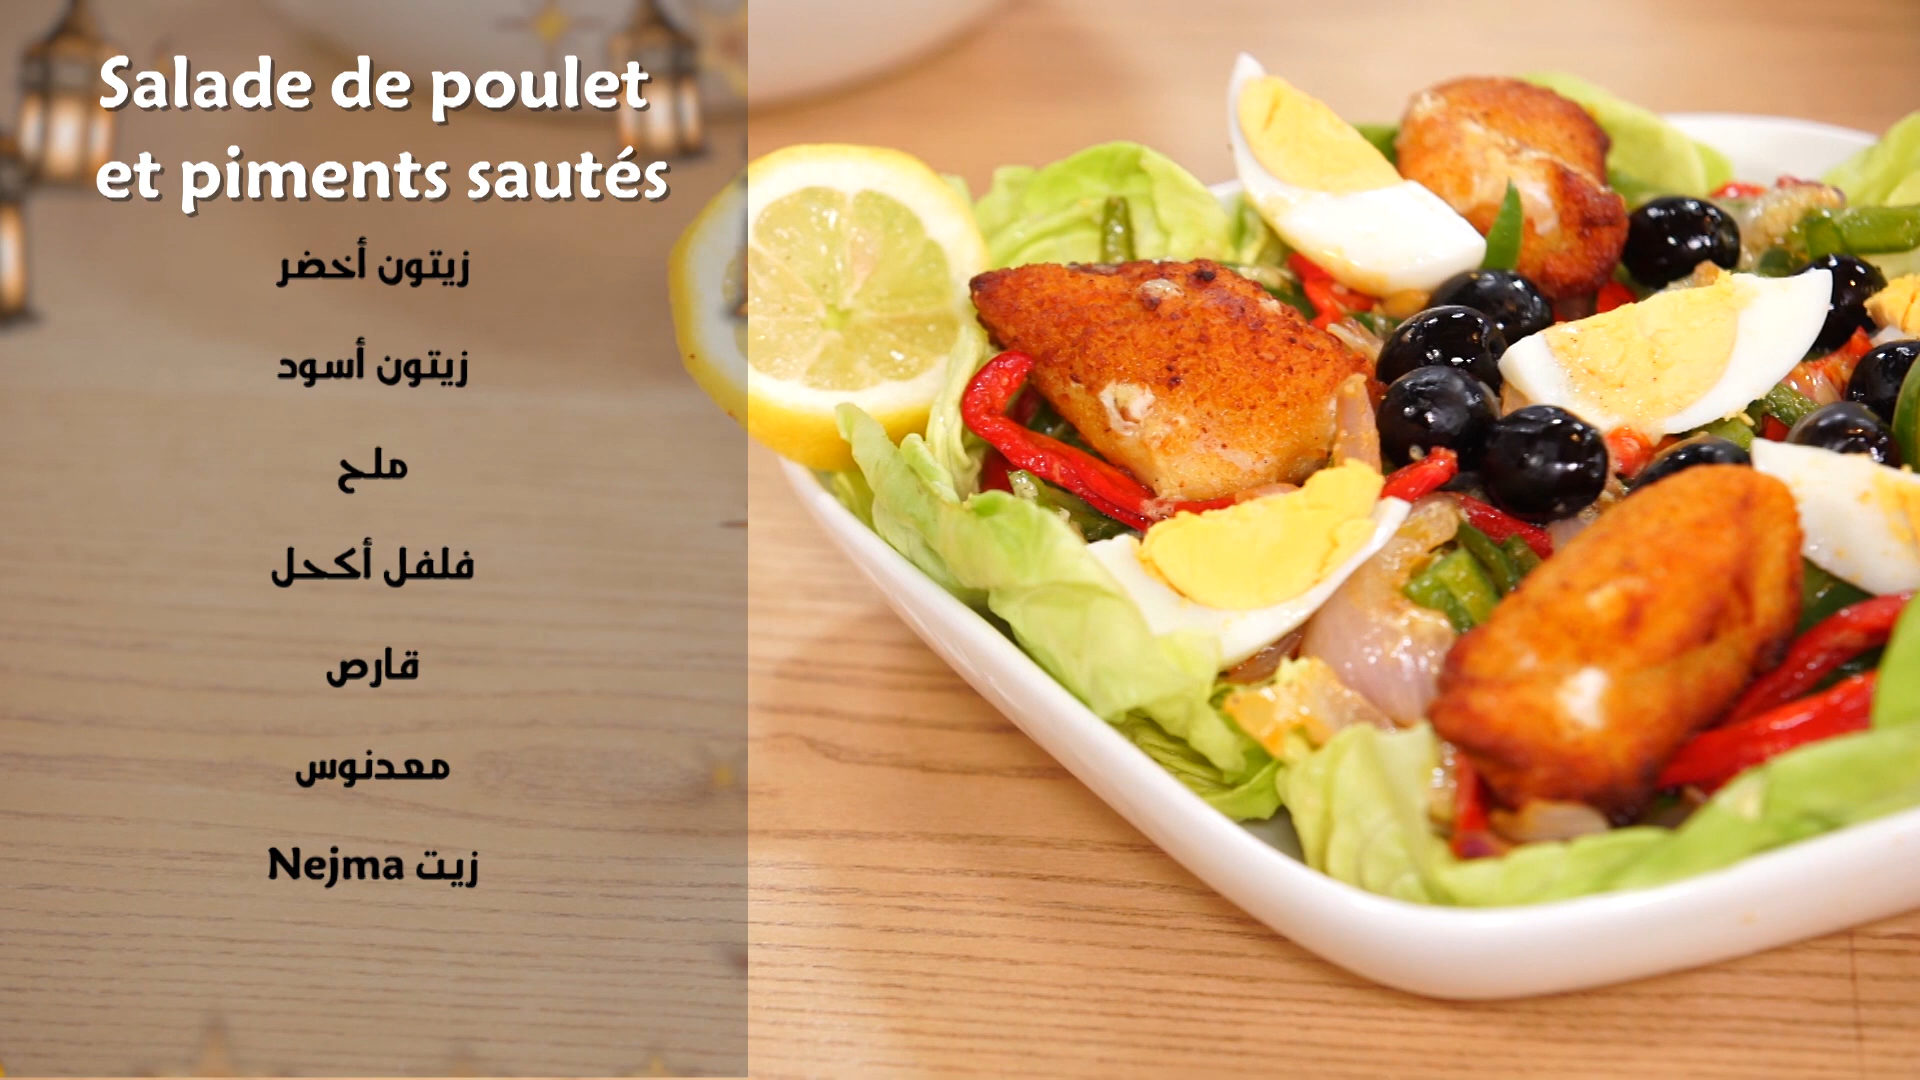 Salade de poulet
et piments sautés
زيتون أخضر
زيتون أسود
ملح
فلفل أكحل
قارص
معدنوس
زيت Nejma